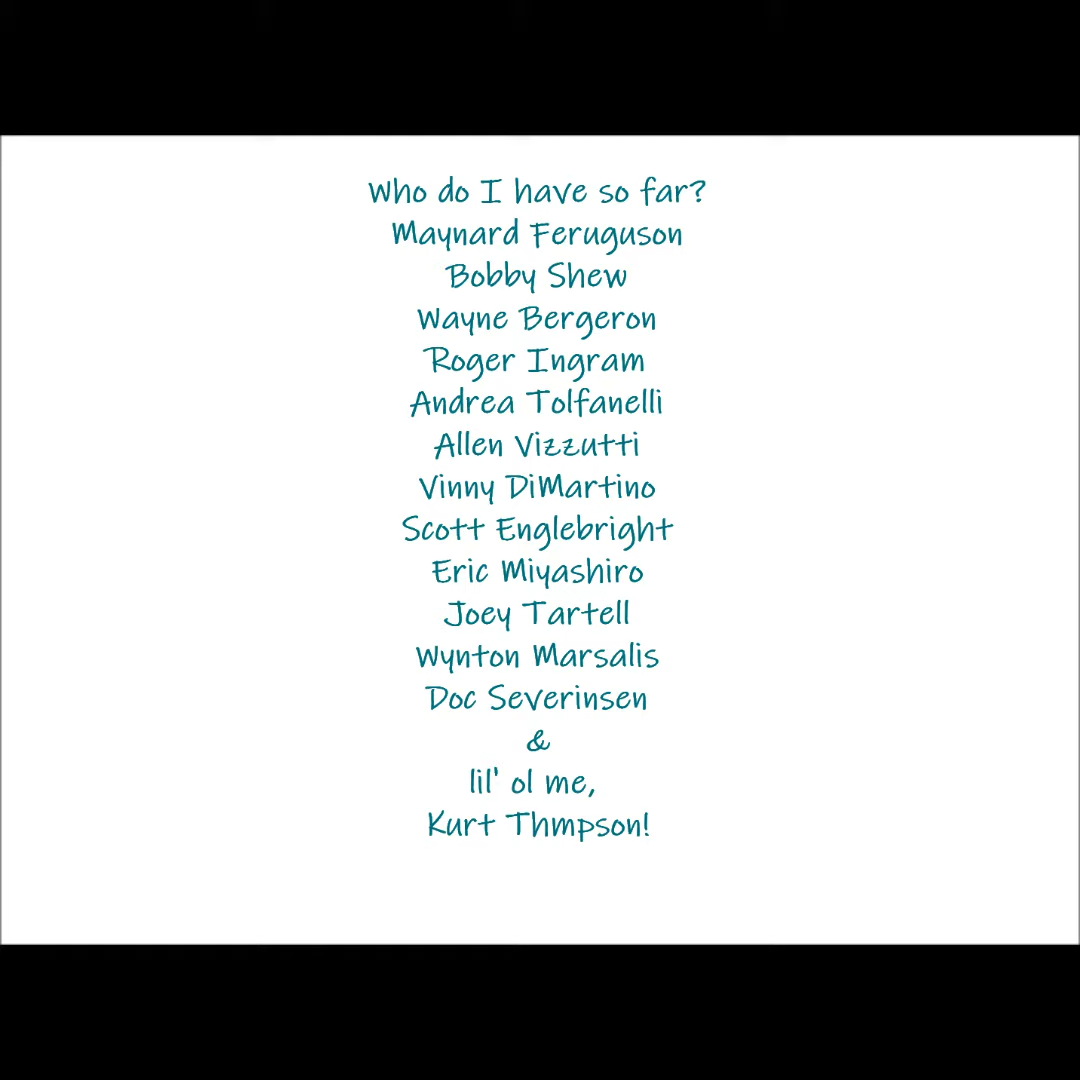 Who do I have so far?
Maynard Feruguson
Bobby Shew
Wayne Bergeron
Roger Ingram
Andrea Tolfanelli
Allen Vizzutti
Vinny DiMartino
Scott Englebright
Eric Miyashiro
Joey Tartell
Wynton Marsalis
Doc Severinsen
&
lil' ol me,
Kurt Thmpson!